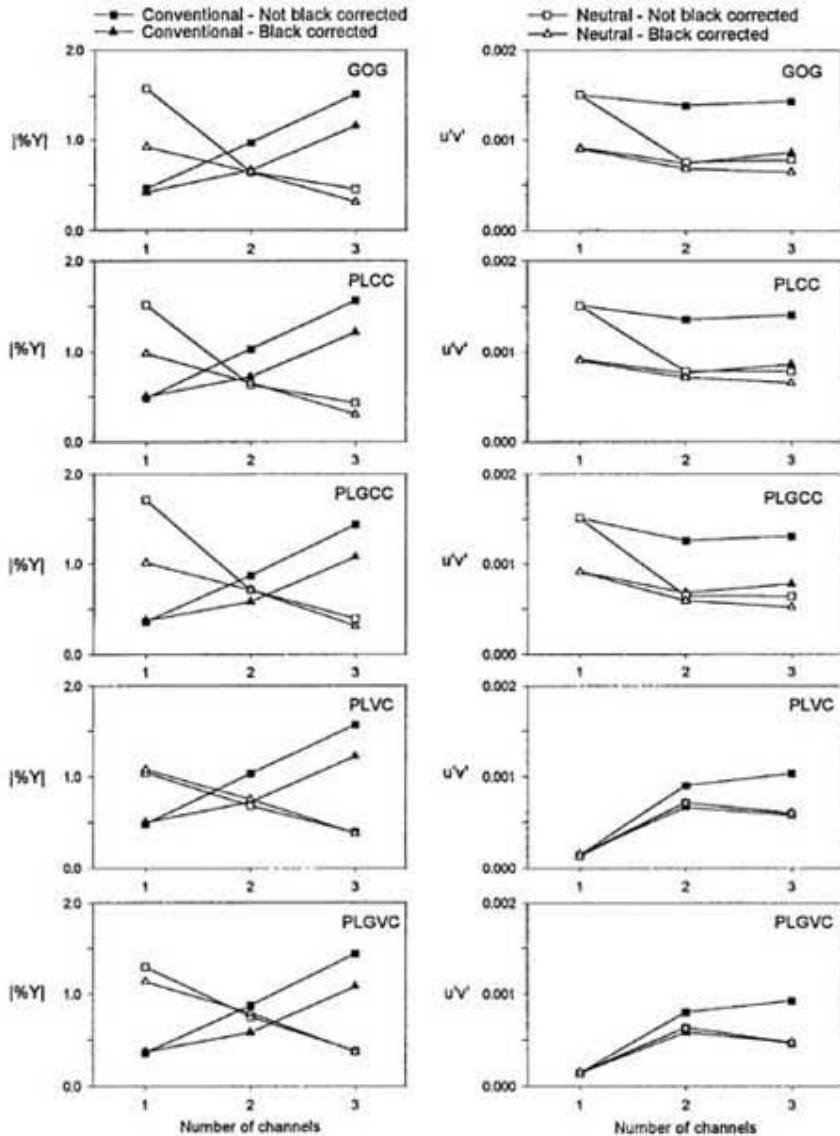 Conventional - Not black corrected
Conventional - Black corrected
Neutral - Not black corrected
Neutral - Black corrected
GOG
2.0
1.0
0.0
|%Y|
1 2 3
GOG
0.002
0.001
0.000
u'v'
1 2 3
PLCC
2.0
1.0
0.0
|%Y|
1 2 3
PLCC
0.002
0.001
0.000
u'v'
1 2 3
PLGCC
2.0
1.0
0.0
|%Y|
1 2 3
PLGCC
0.002
0.001
0.000
u'v'
1 2 3
PLVC
2.0
1.0
0.0
|%Y|
1 2 3
PLVC
0.002
0.001
0.000
u'v'
1 2 3
PLGVC
2.0
1.0
0.0
|%Y|
1 2 3
Number of channels
PLGVC
0.002
0.001
0.000
u'v'
1 2 3
Number of channels